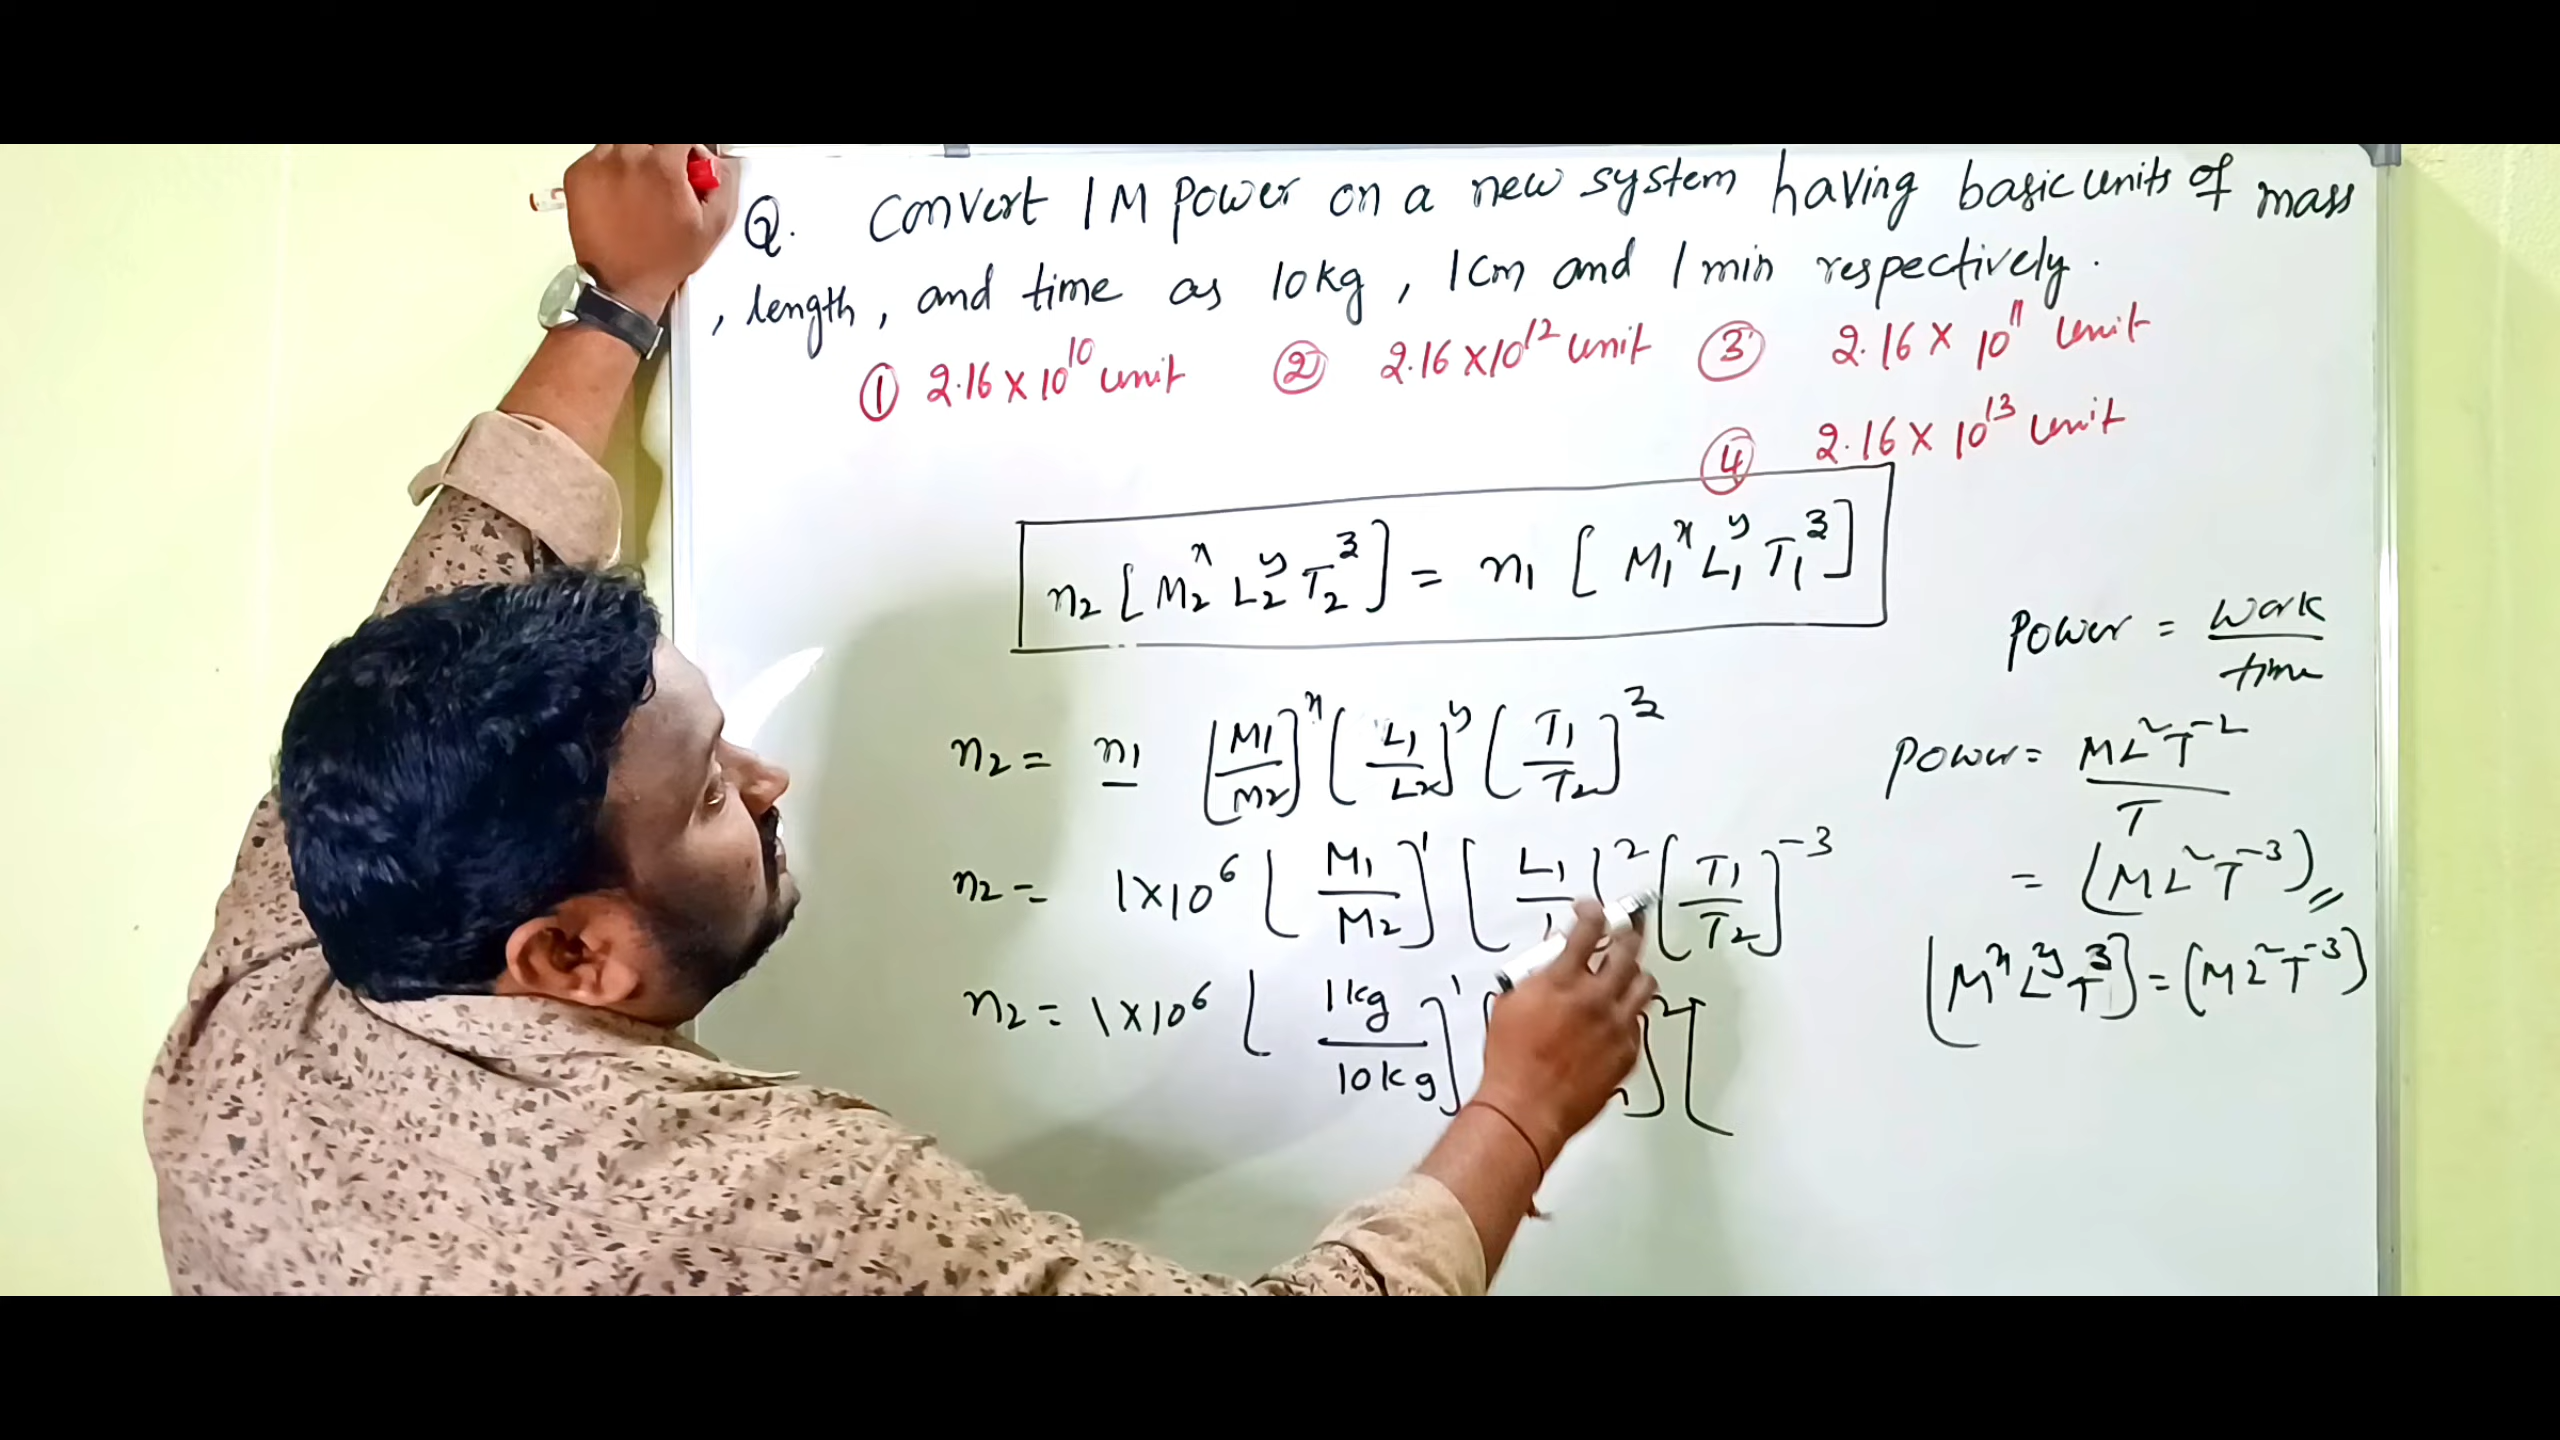 Q. Convert 1M Power on a new system having basic units of mass
, length, and time as 10kg, 1cm and 1min respectively.
① 2.16 × 10^10 unit ② 2.16 × 10^12 unit ③ 2.16 × 10^11 unit
④ 2.16 × 10^13 unit
n2 [M2^x L2^y T2^z] = n1 [M1^x L1^y T1^z]
Power = work/time
n2 = n1 [M1/M2]^x [L1/L2]^y [T1/T2]^z
Power = ML^2T^-2/T
n2 = 1×10^6 [M1/M2]^1 [L1/ ]^2 [T1/T2]^-3
= (ML^2T^-3)
[M^x L^y T^z] = (ML^2T^-3)
n2 = 1×10^6 [1kg/10kg]^1 [ ]^2 [